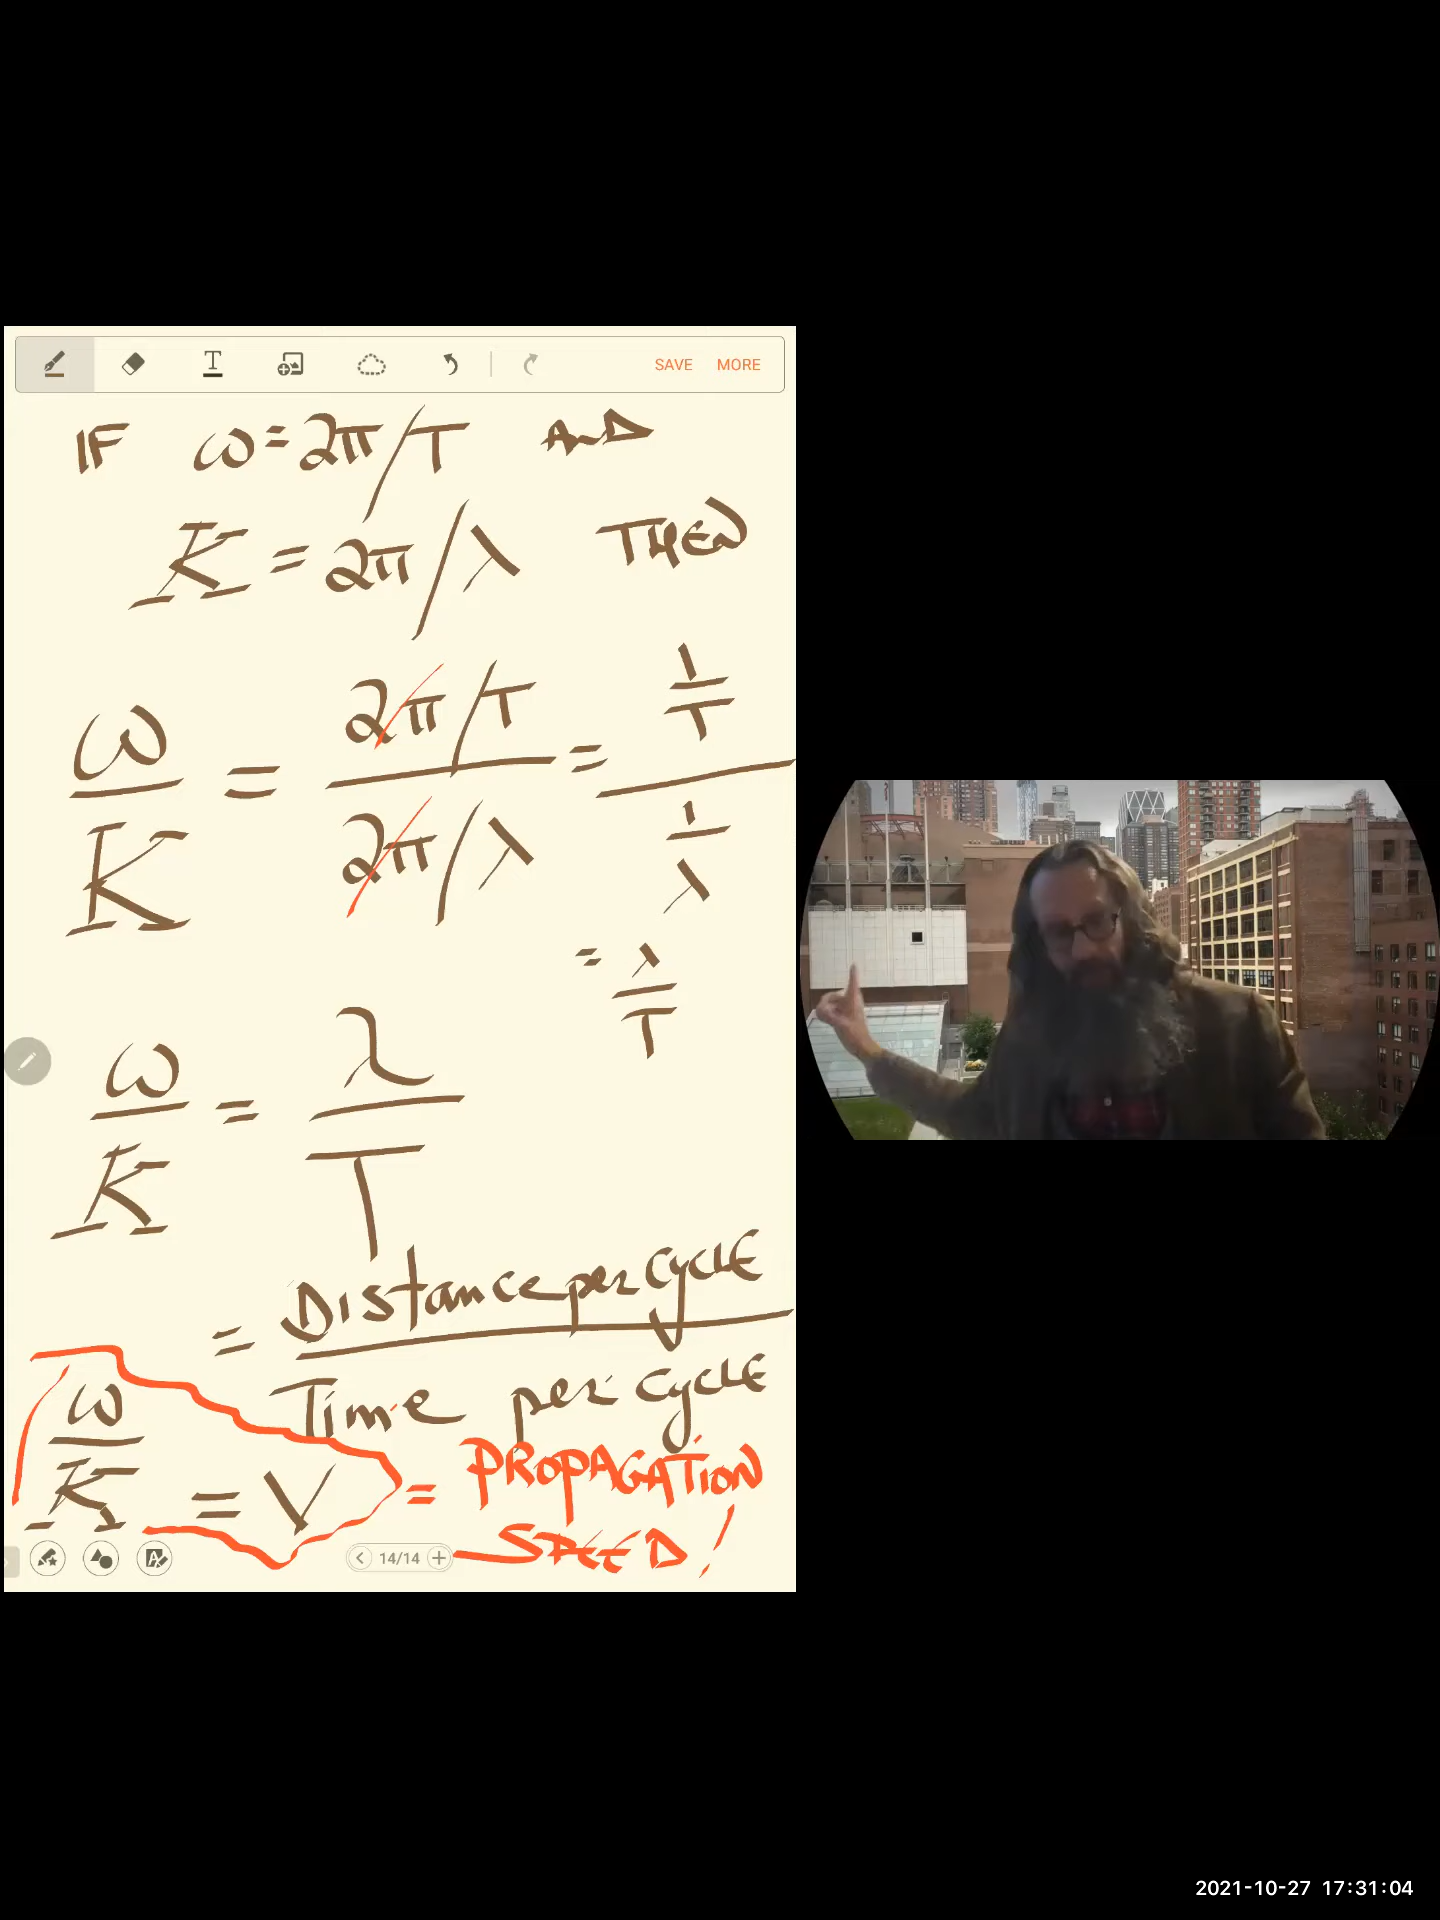 SAVE MORE
IF ω = 2π/T AND
K = 2π/λ THEN
ω/K = (2π/T)/(2π/λ) = (1/T)/(1/λ)
= λ/T
ω/K = λ/T
= Distance per cycle
Time per cycle
ω/K = V = PROPAGATION
SPEED!
14/14
2021-10-27 17:31:04